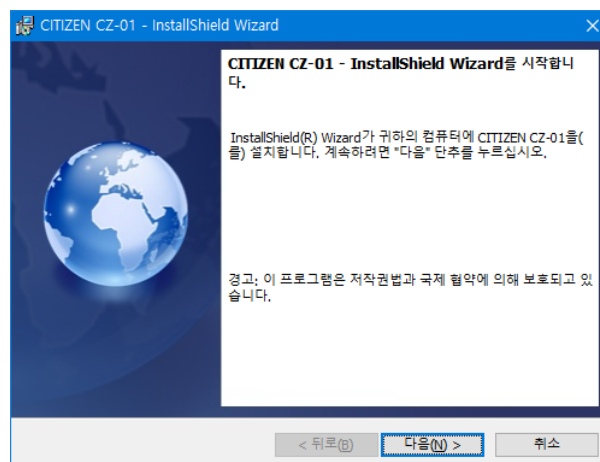 CITIZEN CZ-01 - InstallShield Wizard
CITIZEN CZ-01 - InstallShield Wizard를 시작합니
다.
InstallShield(R) Wizard가 귀하의 컴퓨터에 CITIZEN CZ-01을(
를) 설치합니다. 계속하려면 "다음" 단추를 누르십시오.
경고: 이 프로그램은 저작권법과 국제 협약에 의해 보호되고 있
습니다.
< 뒤로(B)
다음(N) >
취소